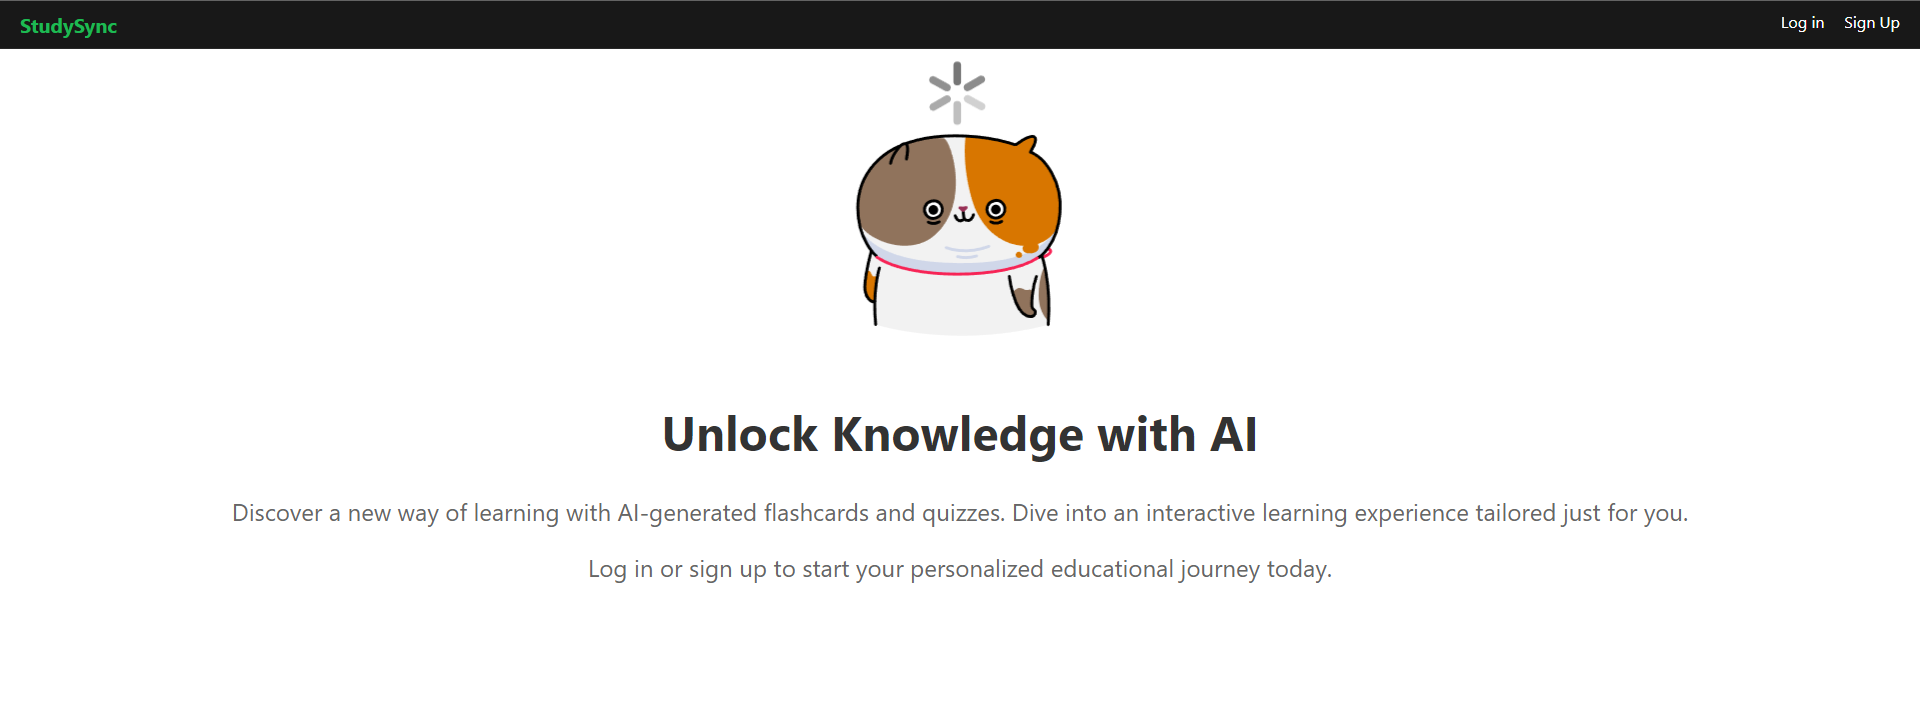 StudySync
Log in
Sign Up
Unlock Knowledge with AI
Discover a new way of learning with AI-generated flashcards and quizzes. Dive into an interactive learning experience tailored just for you.
Log in or sign up to start your personalized educational journey today.